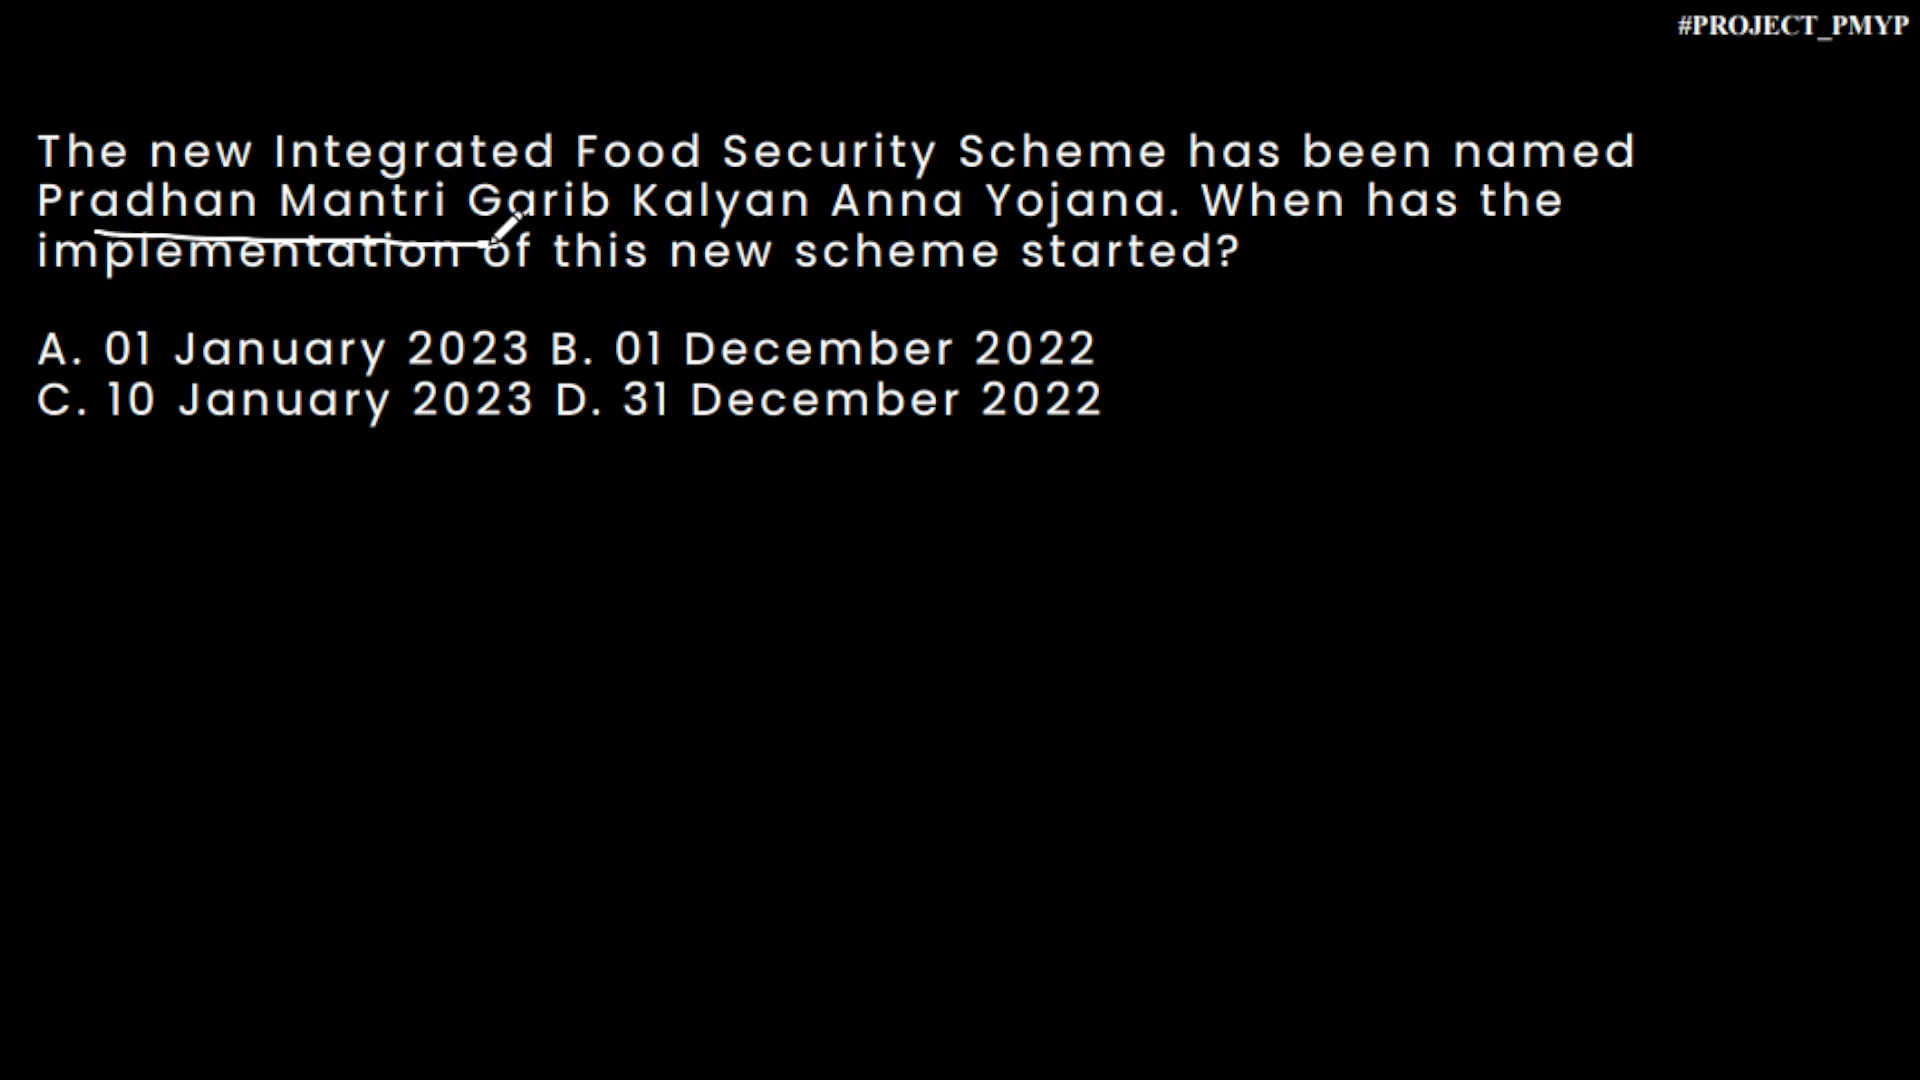 #PROJECT_PMYP
The new Integrated Food Security Scheme has been named
Pradhan Mantri Garib Kalyan Anna Yojana. When has the
implementation of this new scheme started?
A. 01 January 2023 B. 01 December 2022
C. 10 January 2023 D. 31 December 2022